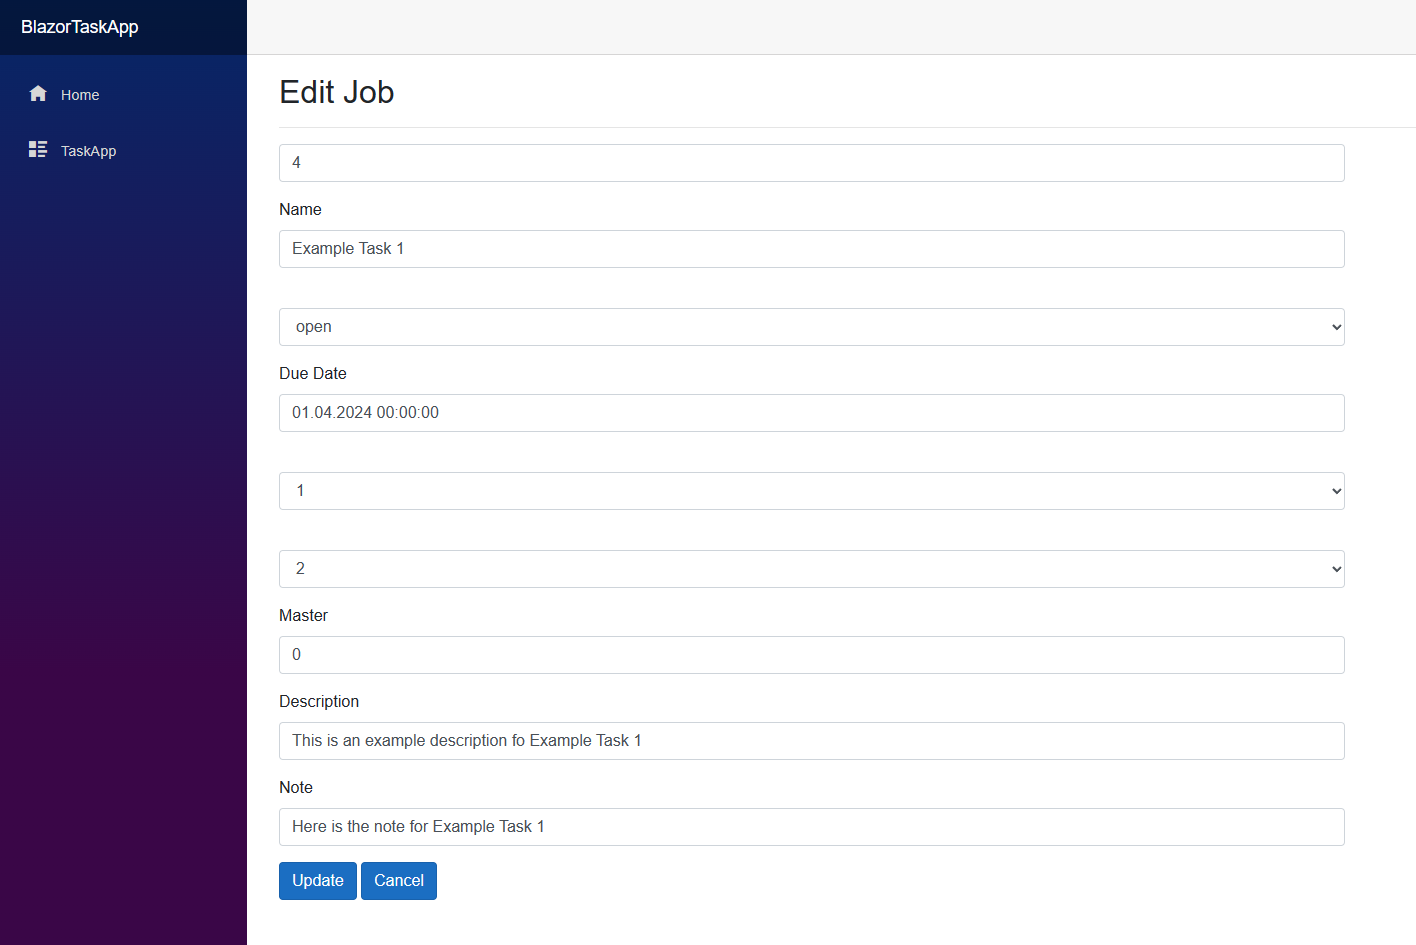 BlazorTaskApp
Home
TaskApp
Edit Job
4
Name
Example Task 1
open
Due Date
01.04.2024 00:00:00
1
2
Master
0
Description
This is an example description fo Example Task 1
Note
Here is the note for Example Task 1
Update Cancel